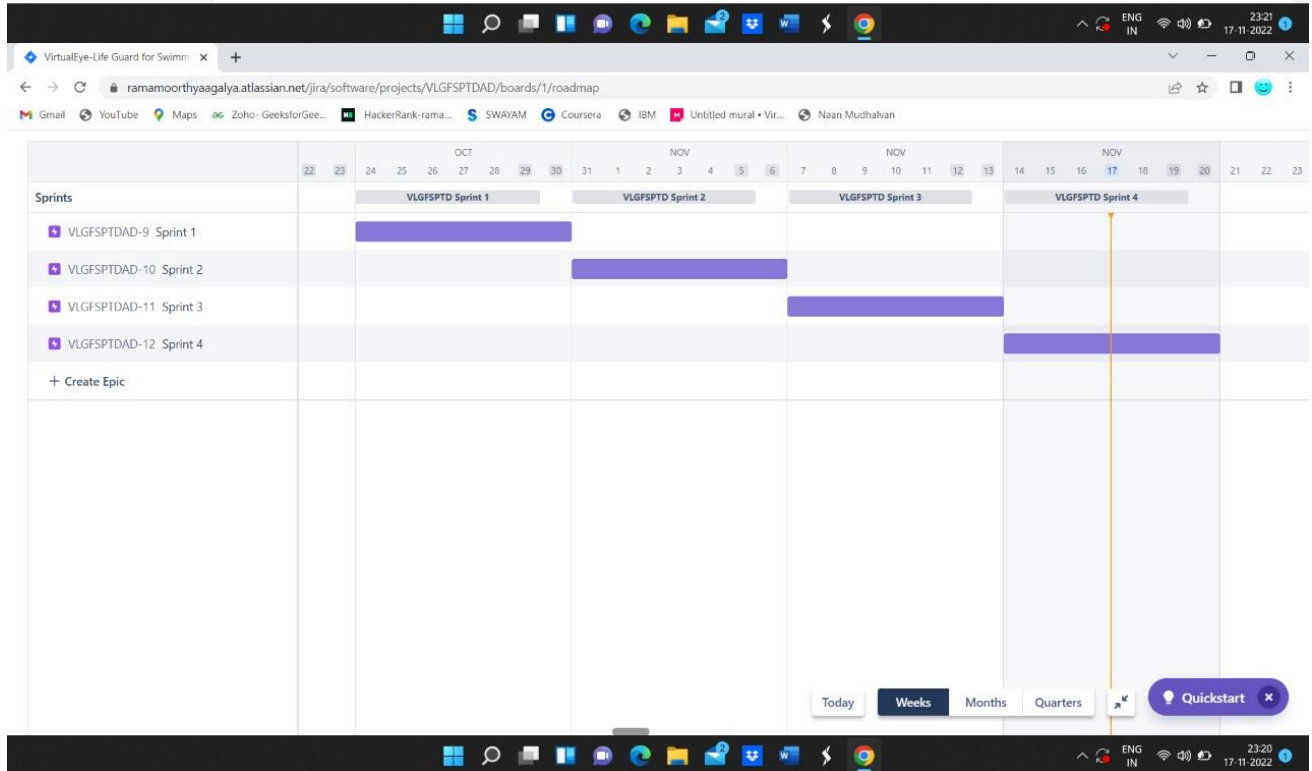 2
ENG
IN
23:21
17-11-2022
1
VirtualEye-Life Guard for Swimm
ramamoorthyaagalya.atlassian.net/jira/software/projects/VLGFSPTDAD/boards/1/roadmap
Gmail YouTube Maps Zoho- GeeksforGee... HackerRank-rama... SWAYAM Coursera IBM Untitled mural • Vir... Naan Mudhalvan
OCT NOV NOV NOV
22 23 24 25 26 27 28 29 30 31 1 2 3 4 5 6 7 8 9 10 11 12 13 14 15 16 17 18 19 20 21 22 23
Sprints VLGFSPTD Sprint 1 VLGFSPTD Sprint 2 VLGFSPTD Sprint 3 VLGFSPTD Sprint 4
VLGFSPTDAD-9 Sprint 1
VLGFSPTDAD-10 Sprint 2
VLGFSPTDAD-11 Sprint 3
VLGFSPTDAD-12 Sprint 4
+ Create Epic
Today Weeks Months Quarters Quickstart
2
ENG
IN
23:20
17-11-2022
1